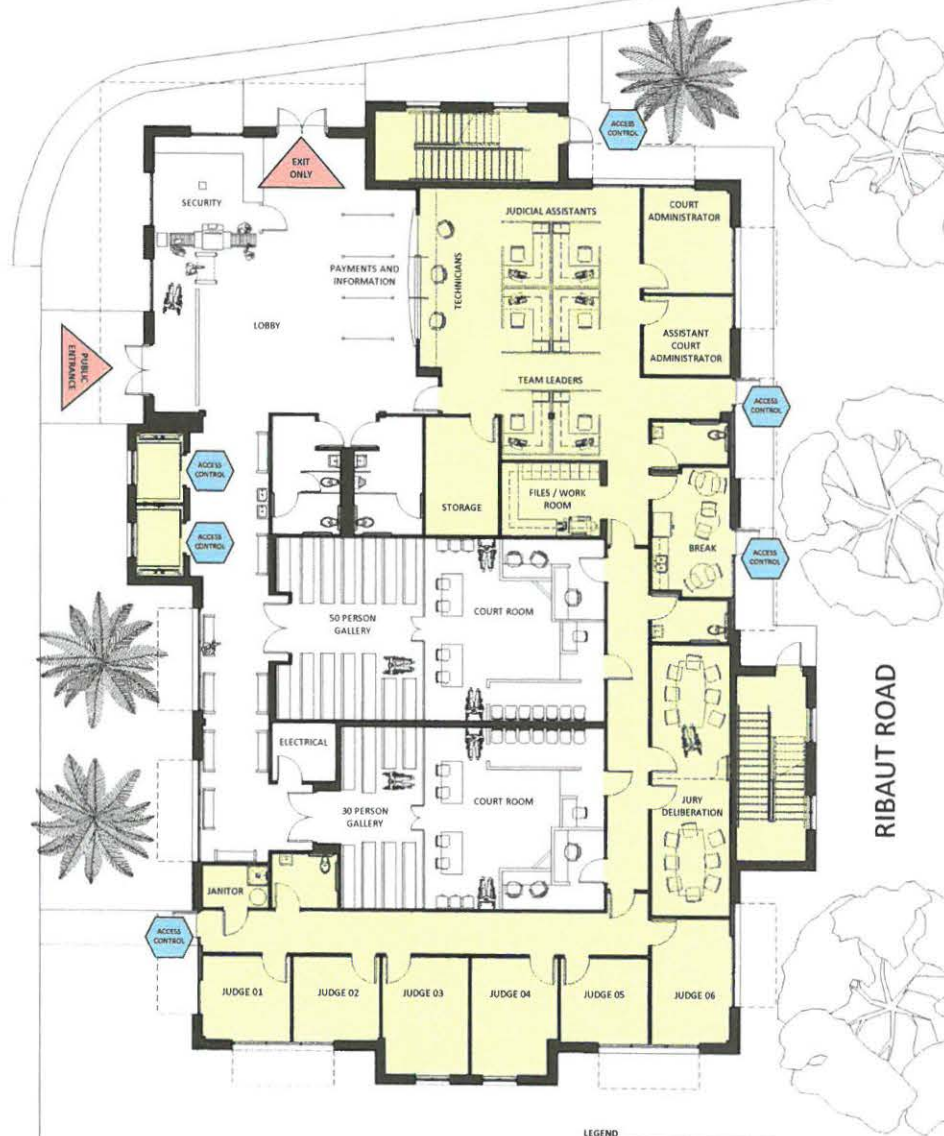 ACCESS
CONTROL
EXIT
ONLY
SECURITY
JUDICIAL ASSISTANTS
COURT
ADMINISTRATOR
PAYMENTS AND
INFORMATION
TECHNICIANS
LOBBY
ASSISTANT
COURT
ADMINISTRATOR
PUBLIC
ENTRANCE
TEAM LEADERS
ACCESS
CONTROL
ACCESS
CONTROL
STORAGE
FILES / WORK
ROOM
ACCESS
CONTROL
BREAK
ACCESS
CONTROL
50 PERSON
GALLERY
COURT ROOM
RIBAUT ROAD
ELECTRICAL
30 PERSON
GALLERY
COURT ROOM
JURY
DELIBERATION
JANITOR
ACCESS
CONTROL
JUDGE 01
JUDGE 02
JUDGE 03
JUDGE 04
JUDGE 05
JUDGE 06
LEGEND